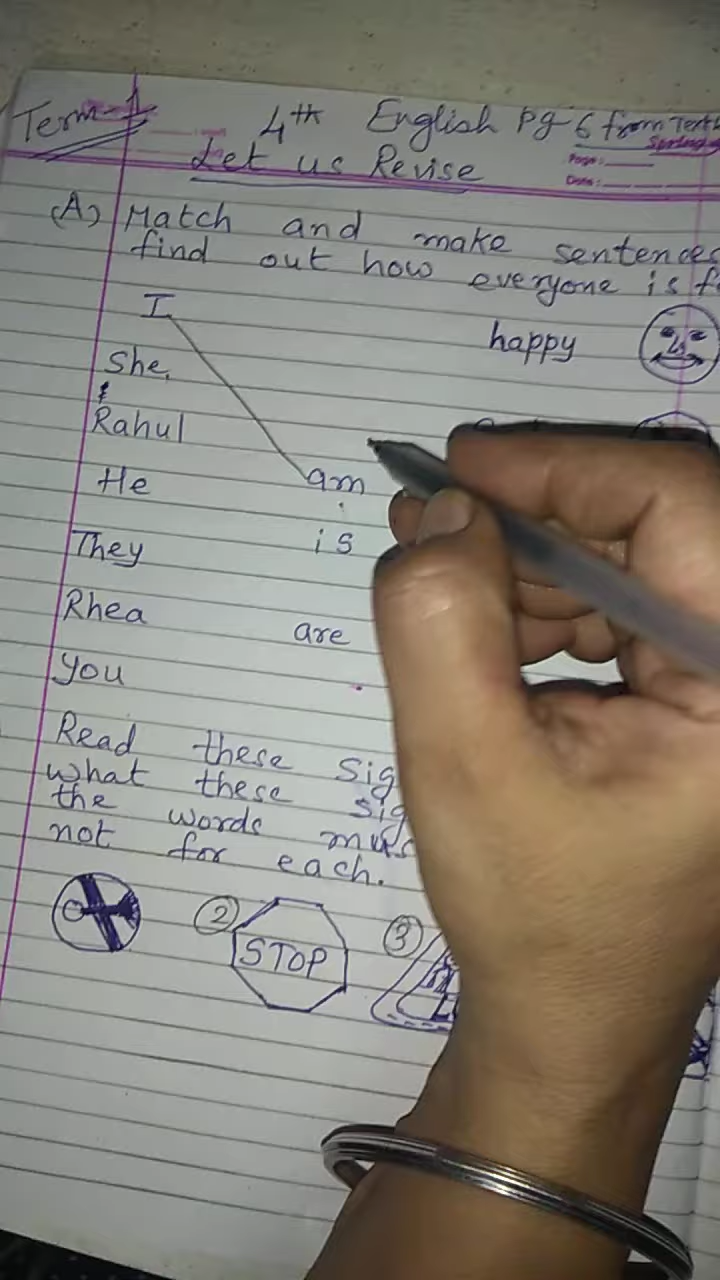 Term-1
4th English pg 6 from
Let us Revise
Page:
Date:
(A) Match and make sentences
find out how everyone is
I
happy
She
Rahul
He
am
They
is
Rhea
are
you
Read these
what these
the words
not for each.
② STOP
③